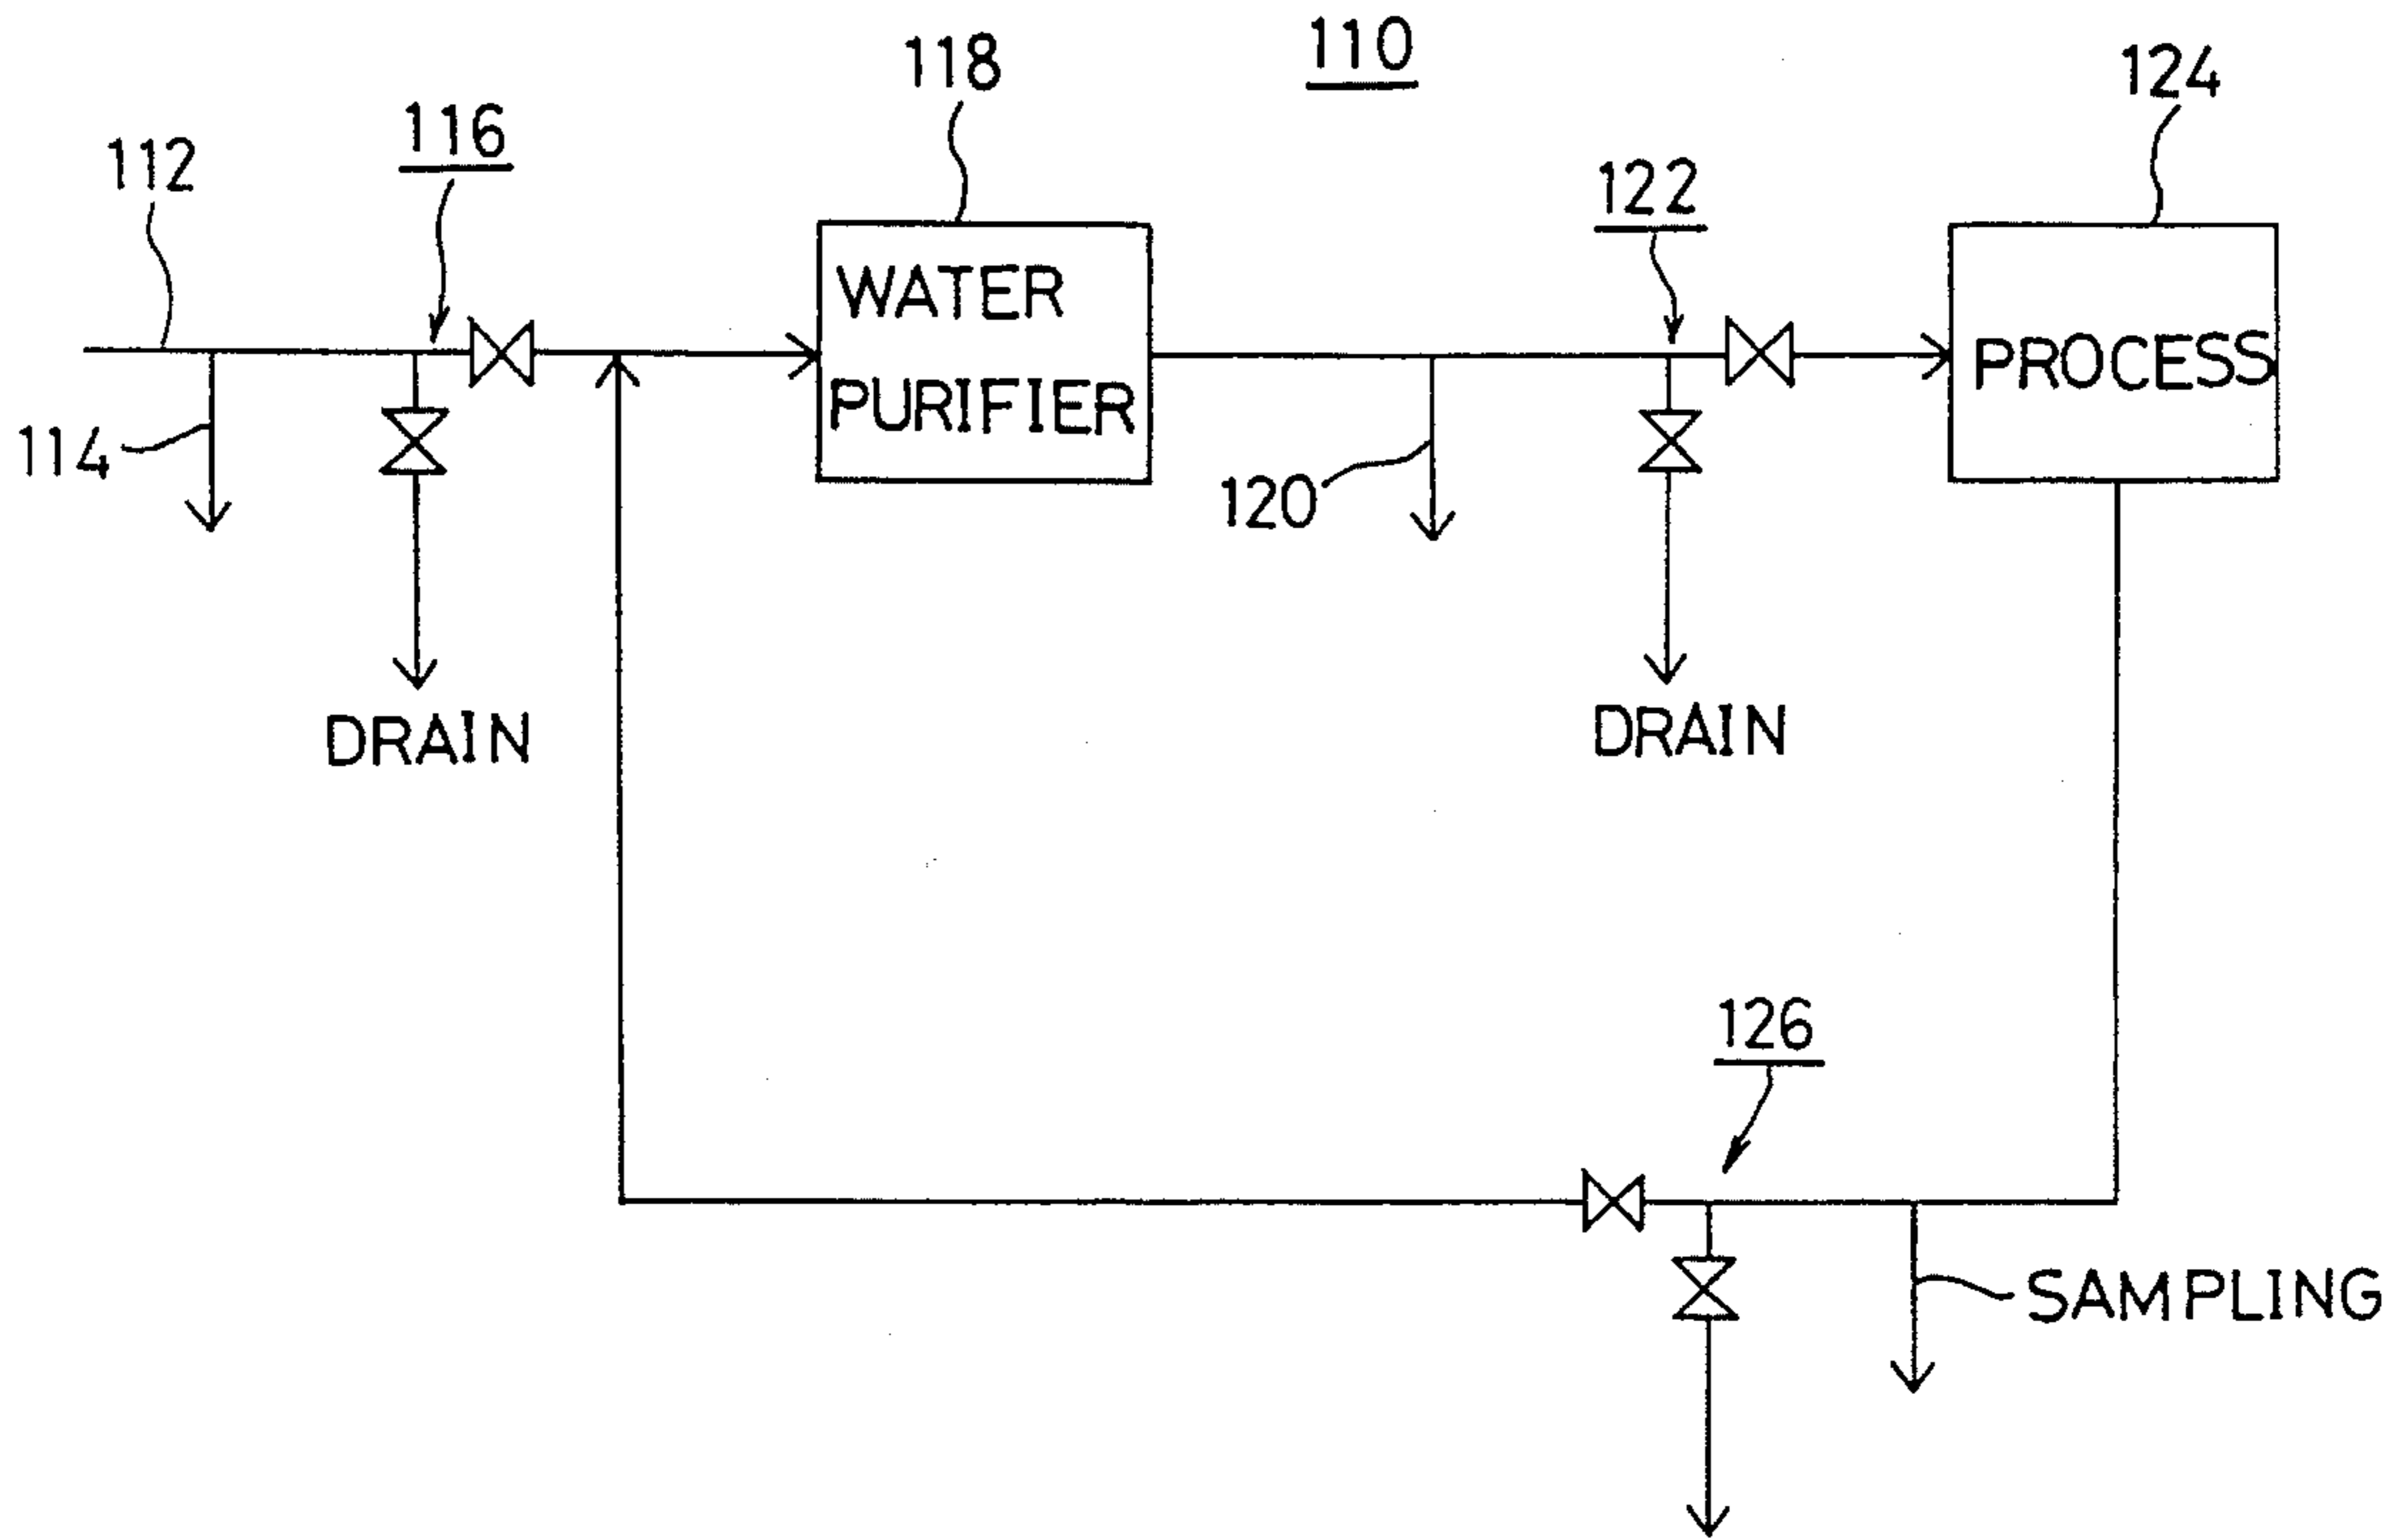 110
118
124
116
112
122
WATER
PURIFIER
PROCESS
114
120
DRAIN
DRAIN
126
SAMPLING